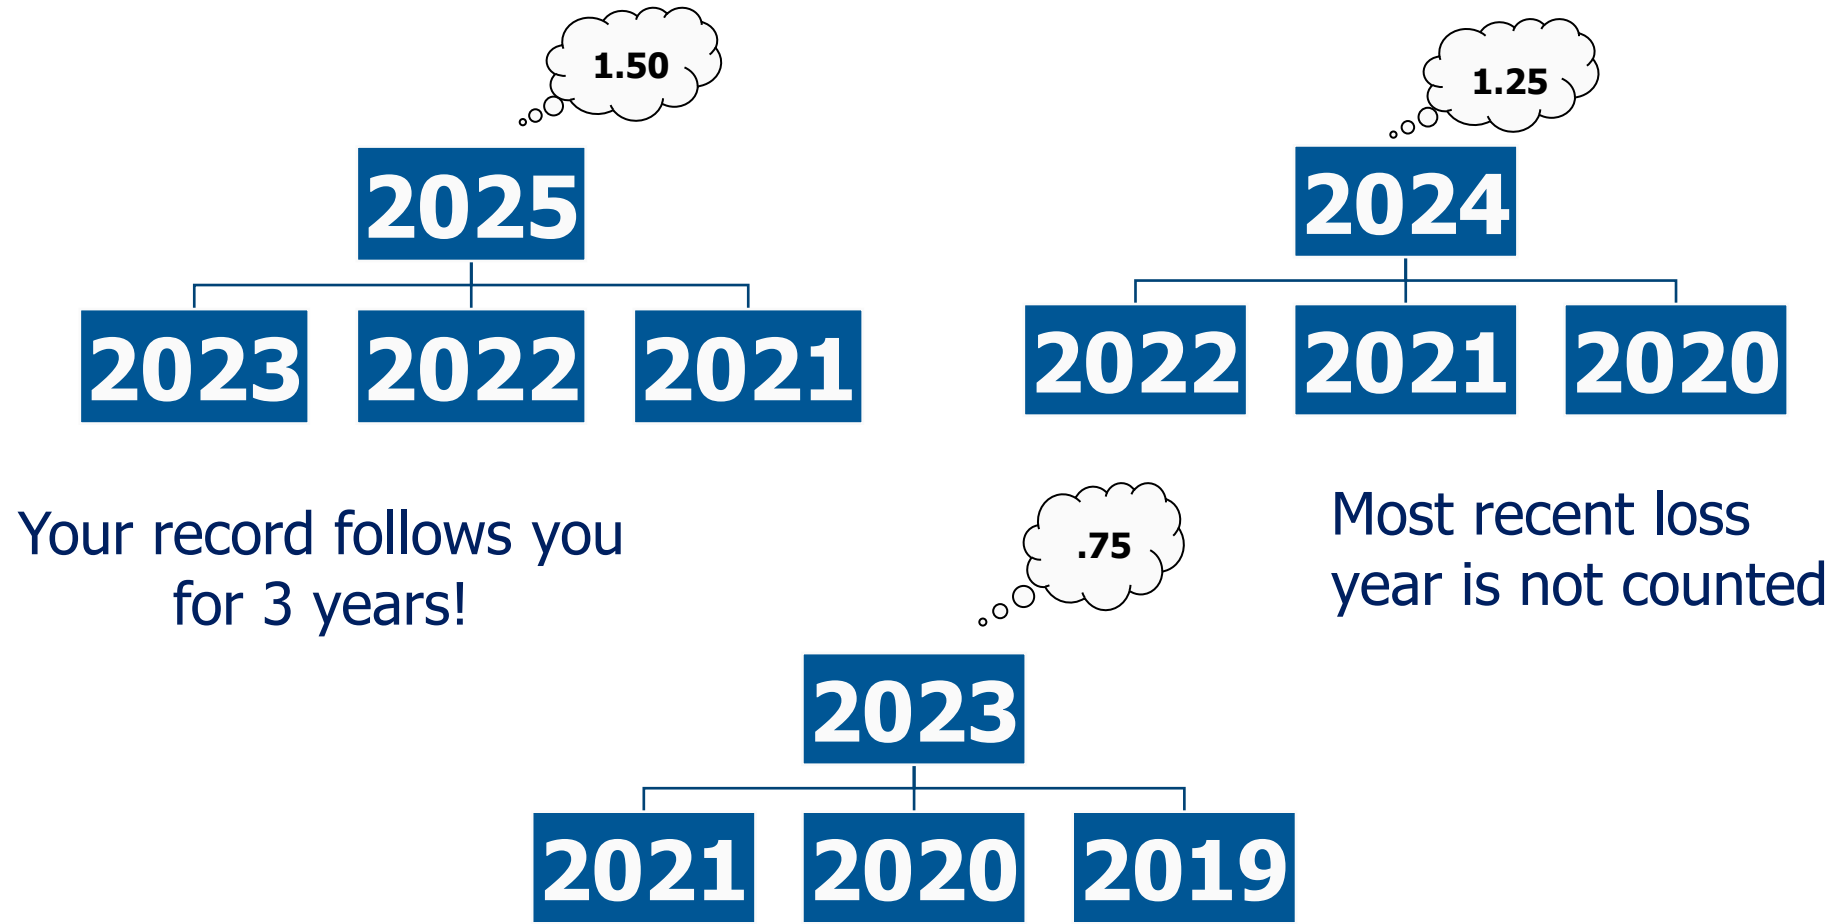 1.50
2025
2023 2022 2021
1.25
2024
2022 2021 2020
Your record follows you
for 3 years!
Most recent loss
year is not counted
.75
2023
2021 2020 2019